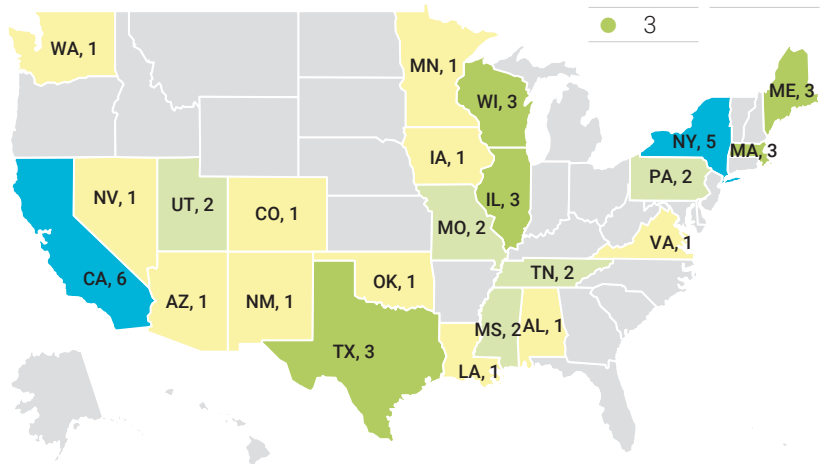 3
WA, 1
MN, 1
ME, 3
WI, 3
NY, 5
MA, 3
IA, 1
PA, 2
NV, 1
UT, 2
IL, 3
CO, 1
MO, 2
VA, 1
CA, 6
TN, 2
OK, 1
AZ, 1
NM, 1
MS, 2
AL, 1
TX, 3
LA, 1